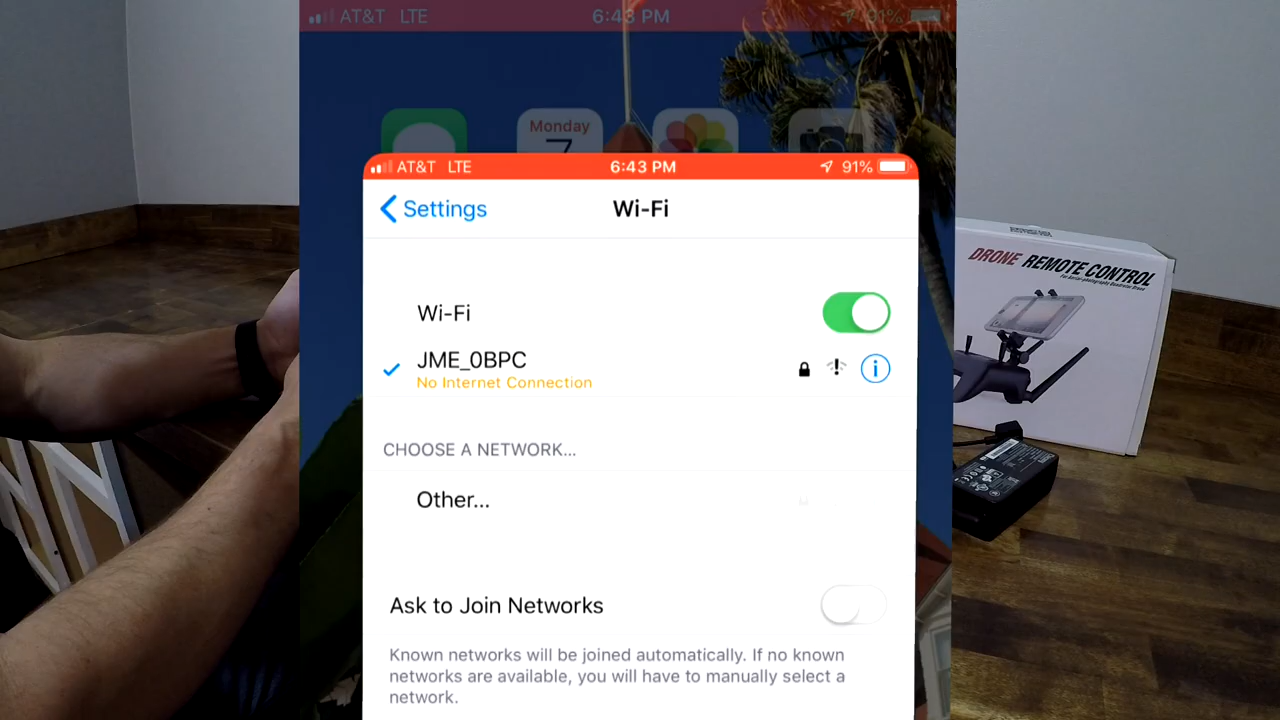 AT&T LTE 6:43 PM 91%
Monday
7
AT&T LTE 6:43 PM 91%
Settings Wi-Fi
Wi-Fi
JME_0BPC
No Internet Connection
CHOOSE A NETWORK...
Other...
Ask to Join Networks
Known networks will be joined automatically. If no known
networks are available, you will have to manually select a
network.
DRONE REMOTE CONTROL